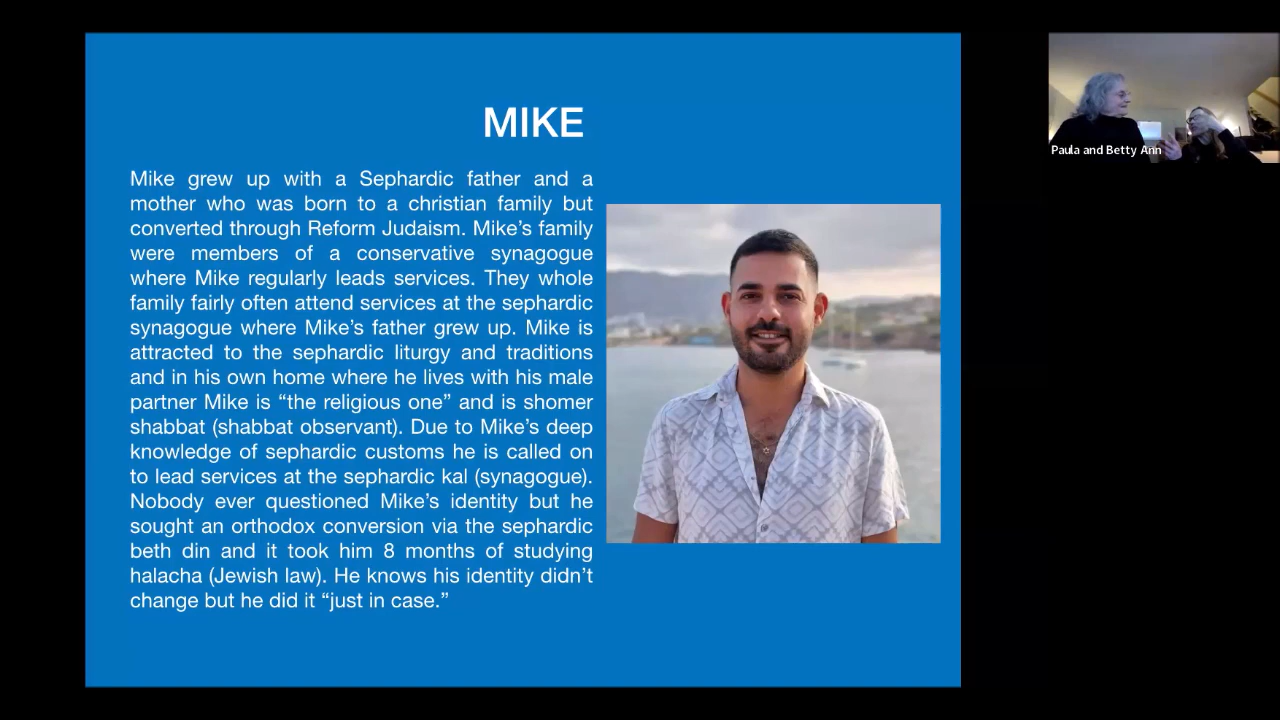 MIKE
Mike grew up with a Sephardic father and a
mother who was born to a christian family but
converted through Reform Judaism. Mike’s family
were members of a conservative synagogue
where Mike regularly leads services. They whole
family fairly often attend services at the sephardic
synagogue where Mike’s father grew up. Mike is
attracted to the sephardic liturgy and traditions
and in his own home where he lives with his male
partner Mike is “the religious one” and is shomer
shabbat (shabbat observant). Due to Mike’s deep
knowledge of sephardic customs he is called on
to lead services at the sephardic kal (synagogue).
Nobody ever questioned Mike’s identity but he
sought an orthodox conversion via the sephardic
beth din and it took him 8 months of studying
halacha (Jewish law). He knows his identity didn’t
change but he did it “just in case.”
Paula and Betty Ann